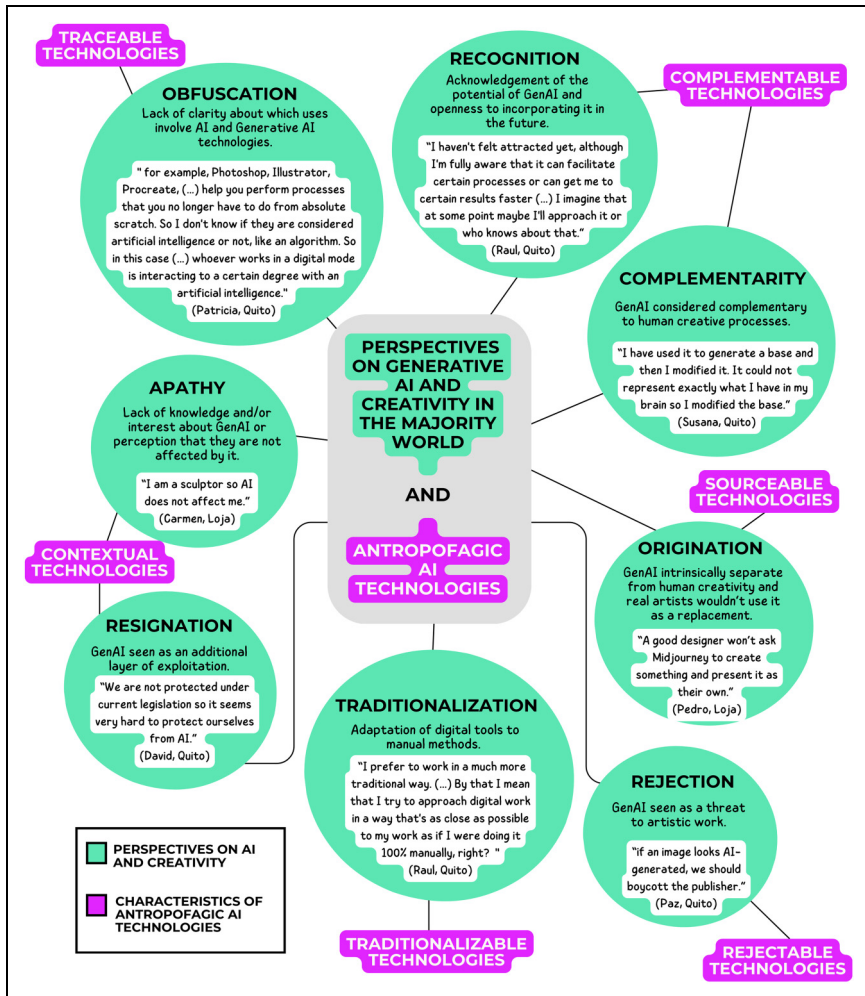 TRACEABLE
TECHNOLOGIES
OBFUSCATION
Lack of clarity about which uses
involve AI and Generative AI
technologies.
" for example, Photoshop, Illustrator,
Procreate, (...) help you perform processes
that you no longer have to do from absolute
scratch. So I don't know if they are considered
artificial intelligence or not, like an algorithm. So
in this case (...) whoever works in a digital mode
is interacting to a certain degree with an
artificial intelligence."
(Patricia, Quito)
RECOGNITION
Acknowledgement of the
potential of GenAI and
openness to incorporating it in
the future.
"I haven't felt attracted yet, although
I'm fully aware that it can facilitate
certain processes or can get me to
certain results faster (...) I imagine that
at some point maybe I'll approach it or
who knows about that."
(Raul, Quito)
COMPLEMENTABLE
TECHNOLOGIES
COMPLEMENTARITY
GenAI considered complementary
to human creative processes.
"I have used it to generate a base and
then I modified it. It could not
represent exactly what I have in my
brain so I modified the base."
(Susana, Quito)
PERSPECTIVES
ON GENERATIVE
AI AND
CREATIVITY IN
THE MAJORITY
WORLD
AND
ANTROPOFAGIC
AI
TECHNOLOGIES
APATHY
Lack of knowledge and/or
interest about GenAI or
perception that they are not
affected by it.
"I am a sculptor so AI
does not affect me."
(Carmen, Loja)
CONTEXTUAL
TECHNOLOGIES
SOURCEABLE
TECHNOLOGIES
ORIGINATION
GenAI intrinsically separate
from human creativity and
real artists wouldn't use it
as a replacement.
"A good designer won't ask
Midjourney to create
something and present it as
their own."
(Pedro, Loja)
RESIGNATION
GenAI seen as an additional
layer of exploitation.
"We are not protected under
current legislation so it seems
very hard to protect ourselves
from AI."
(David, Quito)
TRADITIONALIZATION
Adaptation of digital tools to
manual methods.
"I prefer to work in a much more
traditional way. (...) By that I mean
that I try to approach digital work
in a way that's as close as possible
to my work as if I were doing it
100% manually, right? "
(Raul, Quito)
TRADITIONALIZABLE
TECHNOLOGIES
REJECTION
GenAI seen as a threat
to artistic work.
"if an image looks AI-
generated, we should
boycott the publisher."
(Paz, Quito)
REJECTABLE
TECHNOLOGIES
PERSPECTIVES ON AI
AND CREATIVITY
CHARACTERISTICS OF
ANTROPOFAGIC AI
TECHNOLOGIES